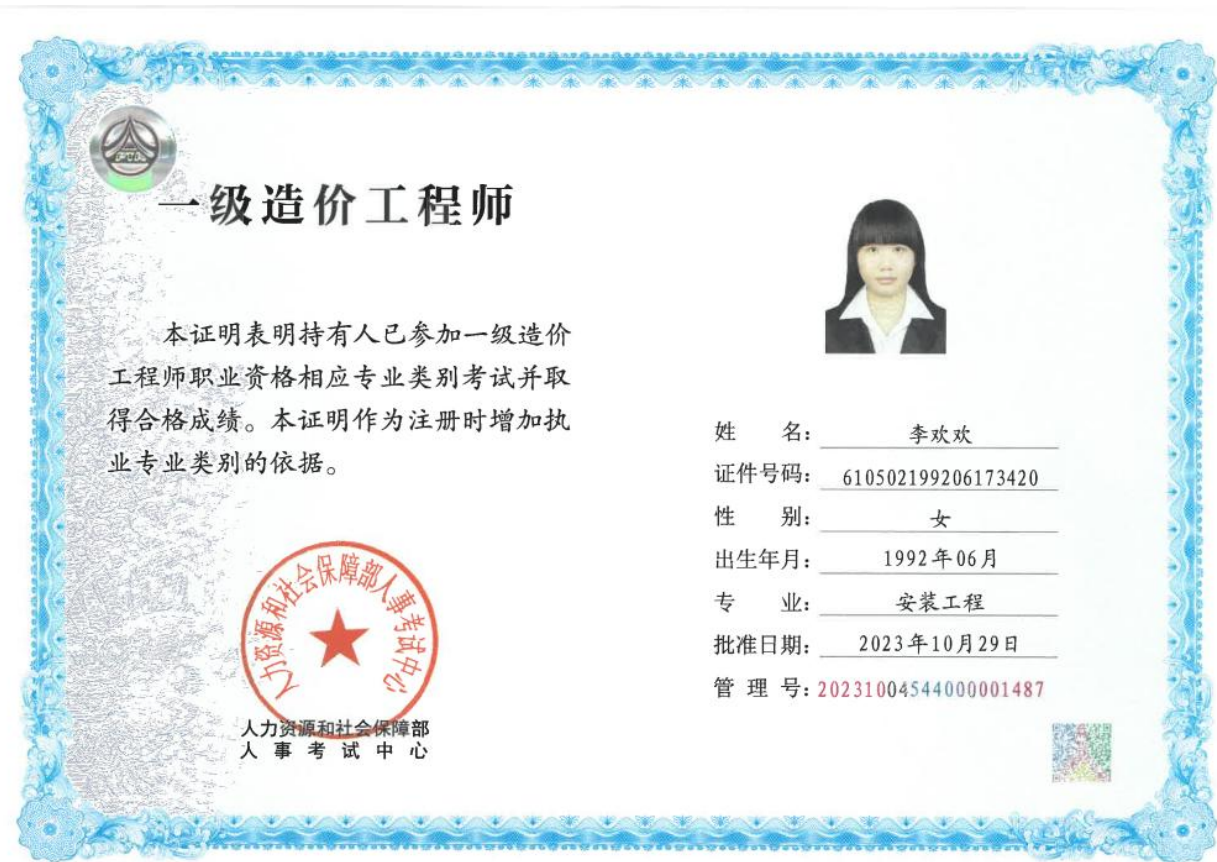 一级造价工程师
本证明表明持有人已参加一级造价
工程师职业资格相应专业类别考试并取
得合格成绩。本证明作为注册时增加执
业专业类别的依据。
人力资源和社会保障部人事考试中心
人力资源和社会保障部
人事考试中心
姓名：李欢欢
证件号码：610502199206173420
性别：女
出生年月：1992年06月
专业：安装工程
批准日期：2023年10月29日
管理号：20231004544000001487